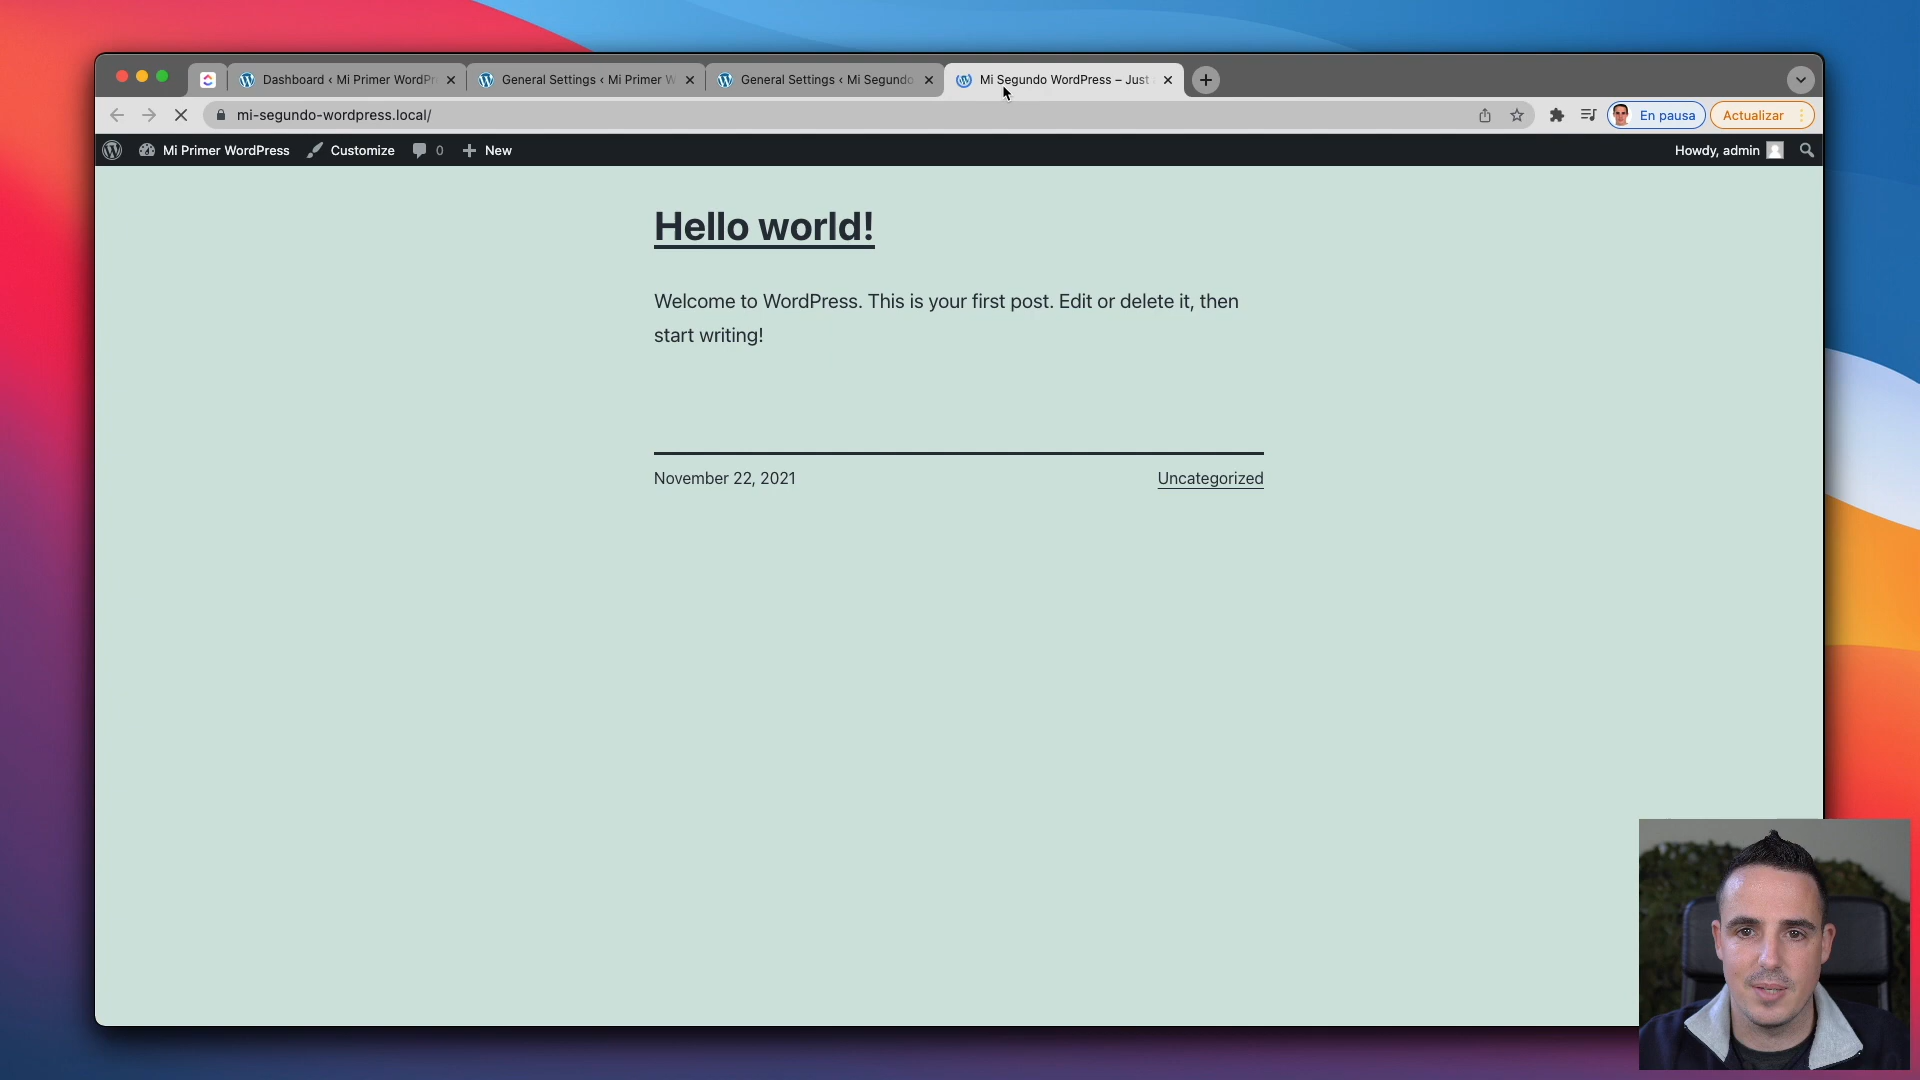 Dashboard ‹ Mi Primer WordPr
General Settings ‹ Mi Primer W
General Settings ‹ Mi Segundo
Mi Segundo WordPress – Just
mi-segundo-wordpress.local/
En pausa
Actualizar
Mi Primer WordPress
Customize
0
New
Howdy, admin
Hello world!
Welcome to WordPress. This is your first post. Edit or delete it, then
start writing!
November 22, 2021
Uncategorized